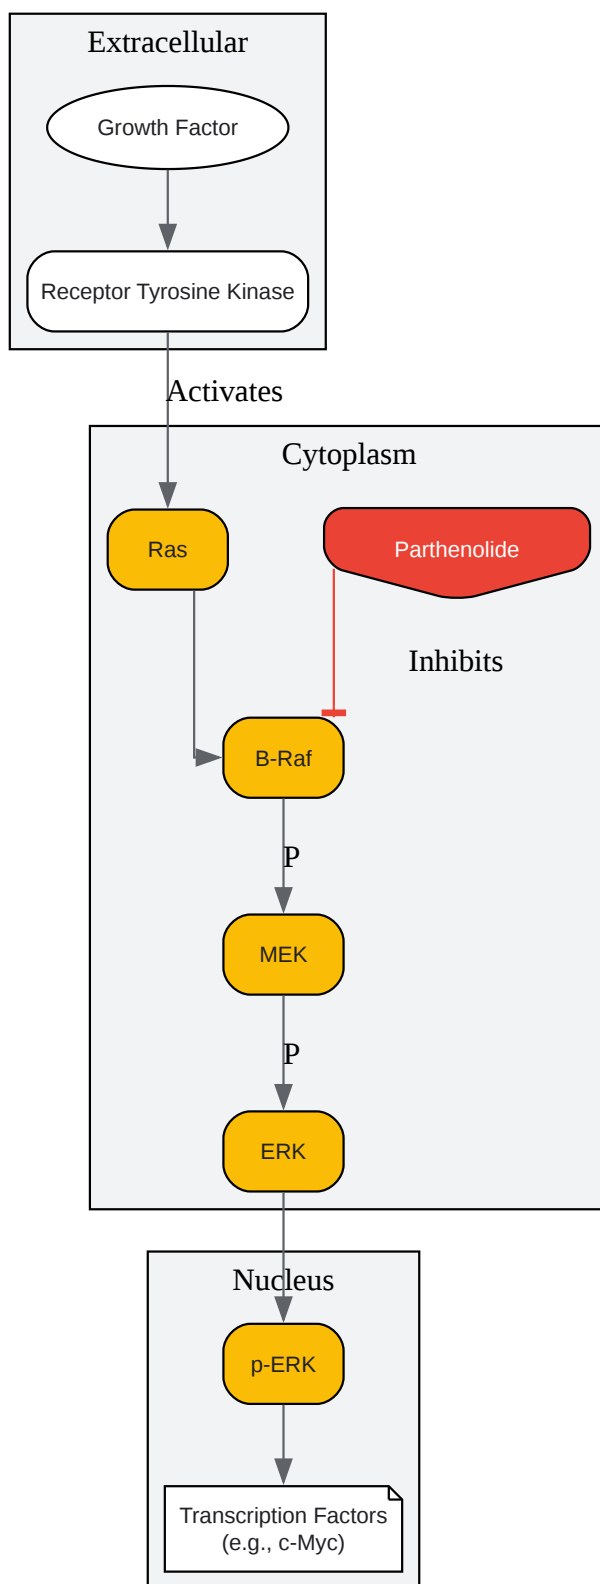 Extracellular
Growth Factor
Receptor Tyrosine Kinase
Activates
Cytoplasm
Ras
Parthenolide
Inhibits
B-Raf
P
MEK
P
ERK
Nucleus
p-ERK
Transcription Factors
(e.g., c-Myc)